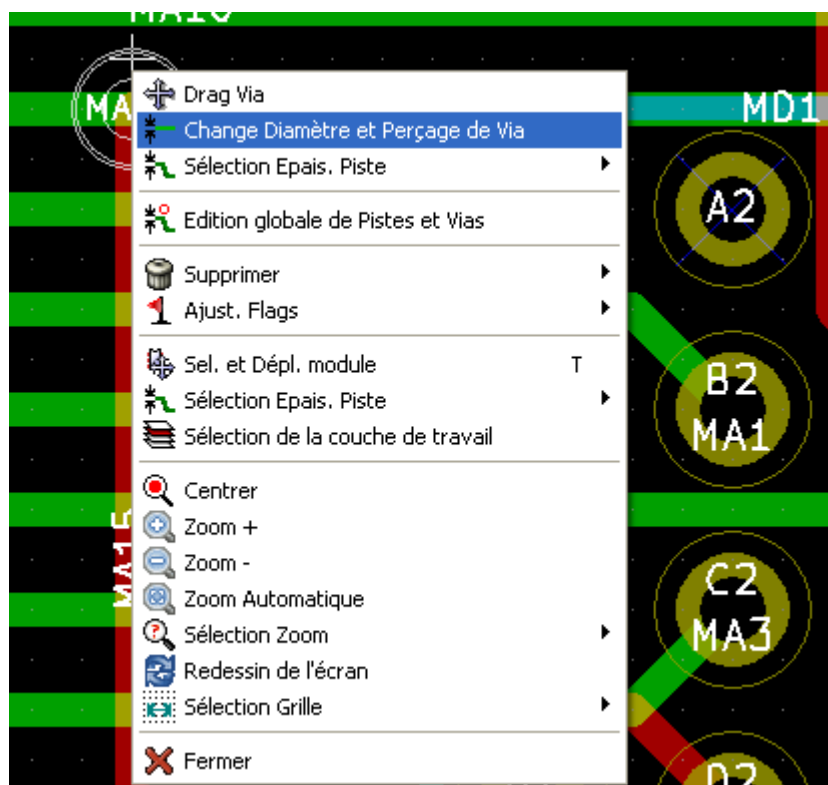 MA16
MA
Drag Via
Change Diamètre et Perçage de Via
Sélection Epais. Piste
Edition globale de Pistes et Vias
Supprimer
Ajust. Flags
Sel. et Dépl. module T
Sélection Epais. Piste
Sélection de la couche de travail
Centrer
Zoom +
Zoom -
Zoom Automatique
Sélection Zoom
Redessin de l'écran
Sélection Grille
Fermer
MA15
MD1
A2
B2
MA1
C2
MA3
D2